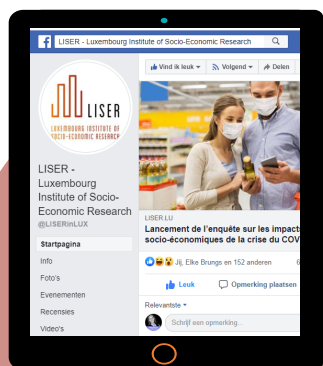 LISER - Luxembourg Institute of Socio-Economic Research
Vind ik leuk
Volgend
Delen
LISER
LUXEMBOURG INSTITUTE OF
SOCIO-ECONOMIC RESEARCH
LISER -
Luxembourg
Institute of Socio-
Economic Research
@LISERinLUX
Startpagina
Info
Foto's
Evenementen
Recensies
Video's
LISER.LU
Lancement de l'enquête sur les impact
socio-économiques de la crise du COV
Jij, Elke Brungs en 152 anderen
6
Leuk
Opmerking plaatsen
Relevantste
Schrijf een opmerking...